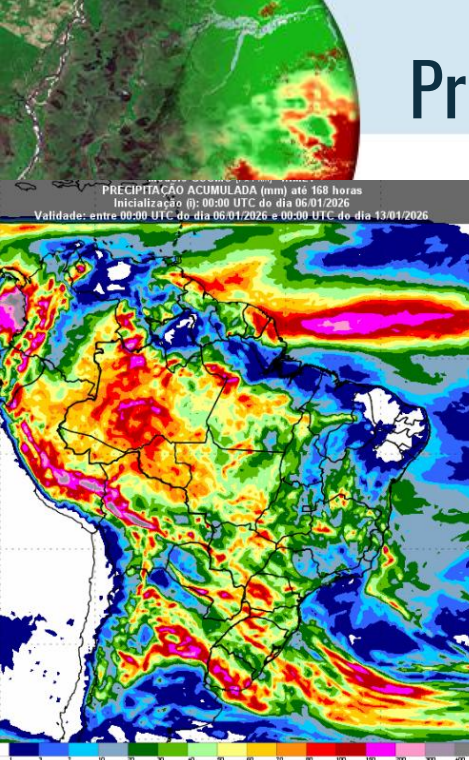 Pr
PRECIPITAÇÃO ACUMULADA (mm) até 168 horas
Inicialização (i): 00:00 UTC do dia 06/01/2026
Validade: entre 00:00 UTC do dia 06/01/2026 e 00:00 UTC do dia 13/01/2026